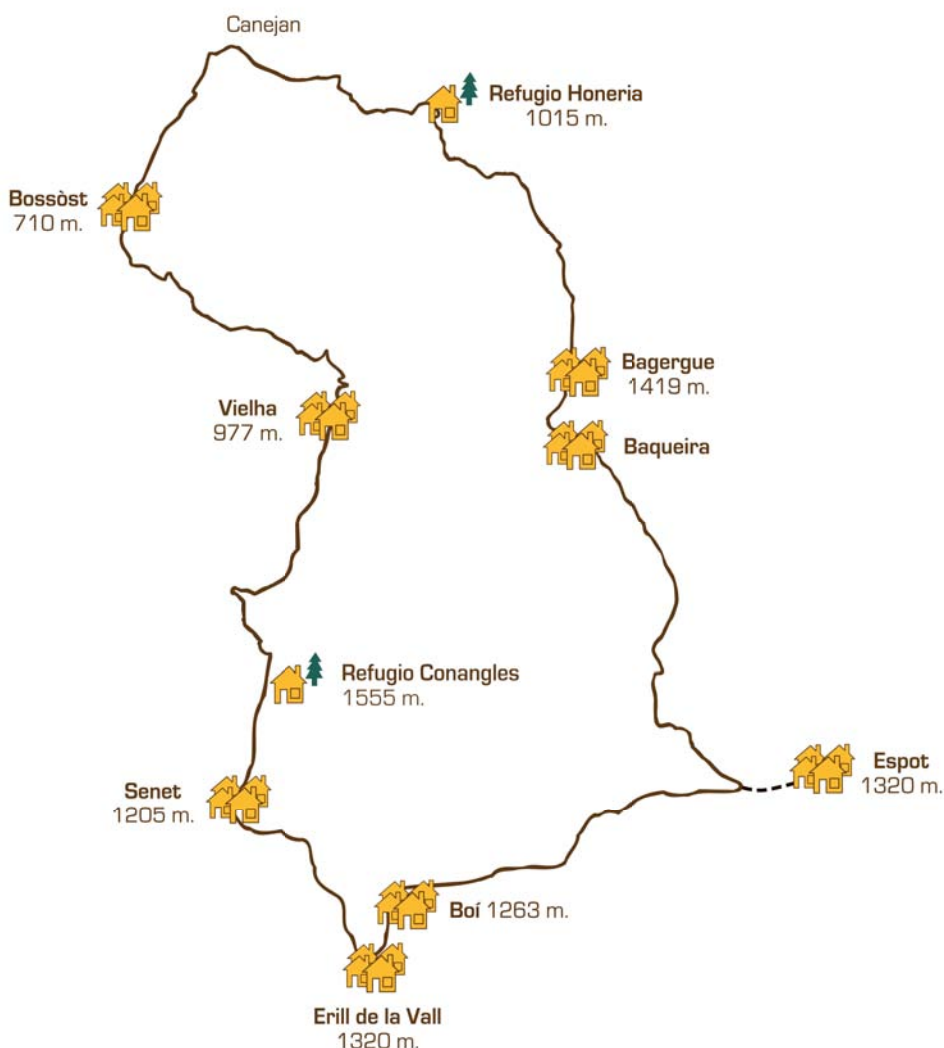 Canejan
Refugio Honeria
1015 m.
Bossòst
710 m.
Bagergue
1419 m.
Vielha
977 m.
Baqueira
Refugio Conangles
1555 m.
Espot
1320 m.
Senet
1205 m.
Boí 1263 m.
Erill de la Vall
1320 m.